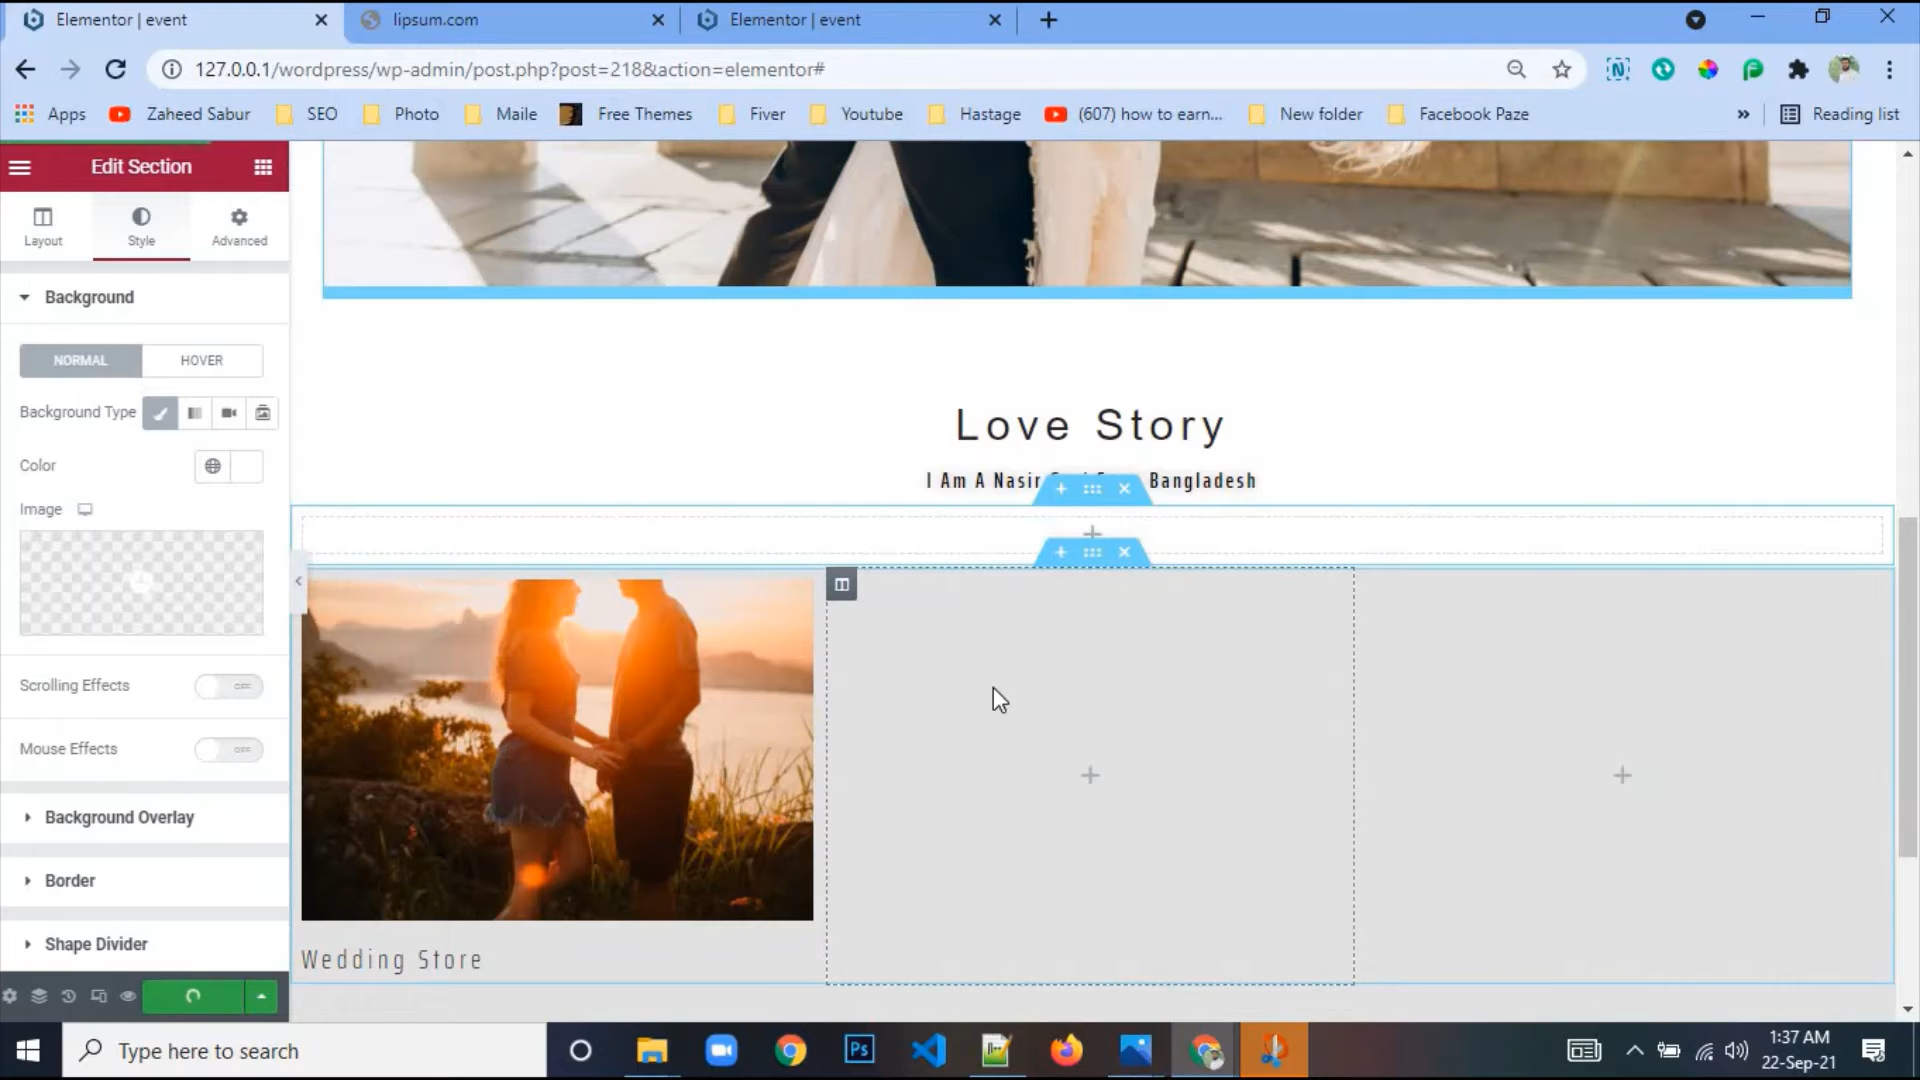 Elementor | event
lipsum.com
Elementor | event
127.0.0.1/wordpress/wp-admin/post.php?post=218&action=elementor#
Apps
Zaheed Sabur
SEO
Photo
Maile
Free Themes
Fiver
Youtube
Hastage
(607) how to earn...
New folder
Facebook Paze
»
Reading list
Edit Section
Layout
Style
Advanced
Background
NORMAL
HOVER
Background Type
Color
Image
Scrolling Effects
OFF
Mouse Effects
OFF
Background Overlay
Border
Shape Divider
Love Story
I Am A Nasir
Bangladesh
Wedding Store
Type here to search
Ps
1:37 AM
22-Sep-21